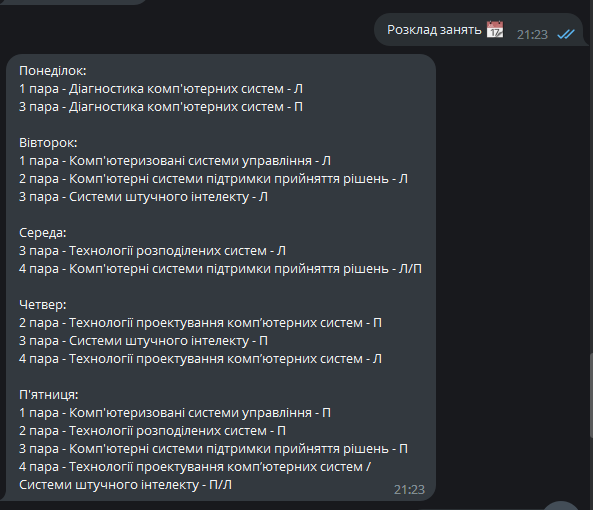 Розклад занять 📅 21:23
Понеділок:
1 пара - Діагностика комп'ютерних систем - Л
3 пара - Діагностика комп'ютерних систем - П
Вівторок:
1 пара - Комп'ютеризовані системи управління - Л
2 пара - Комп'ютерні системи підтримки прийняття рішень - Л
3 пара - Системи штучного інтелекту - Л
Середа:
3 пара - Технології розподілених систем - Л
4 пара - Комп'ютерні системи підтримки прийняття рішень - Л/П
Четвер:
2 пара - Технології проектування комп’ютерних систем - П
3 пара - Системи штучного інтелекту - П
4 пара - Технології проектування комп’ютерних систем - Л
П'ятниця:
1 пара - Комп'ютеризовані системи управління - П
2 пара - Технології розподілених систем - П
3 пара - Комп'ютерні системи підтримки прийняття рішень - П
4 пара - Технології проектування комп’ютерних систем /
Системи штучного інтелекту - П/Л
21:23